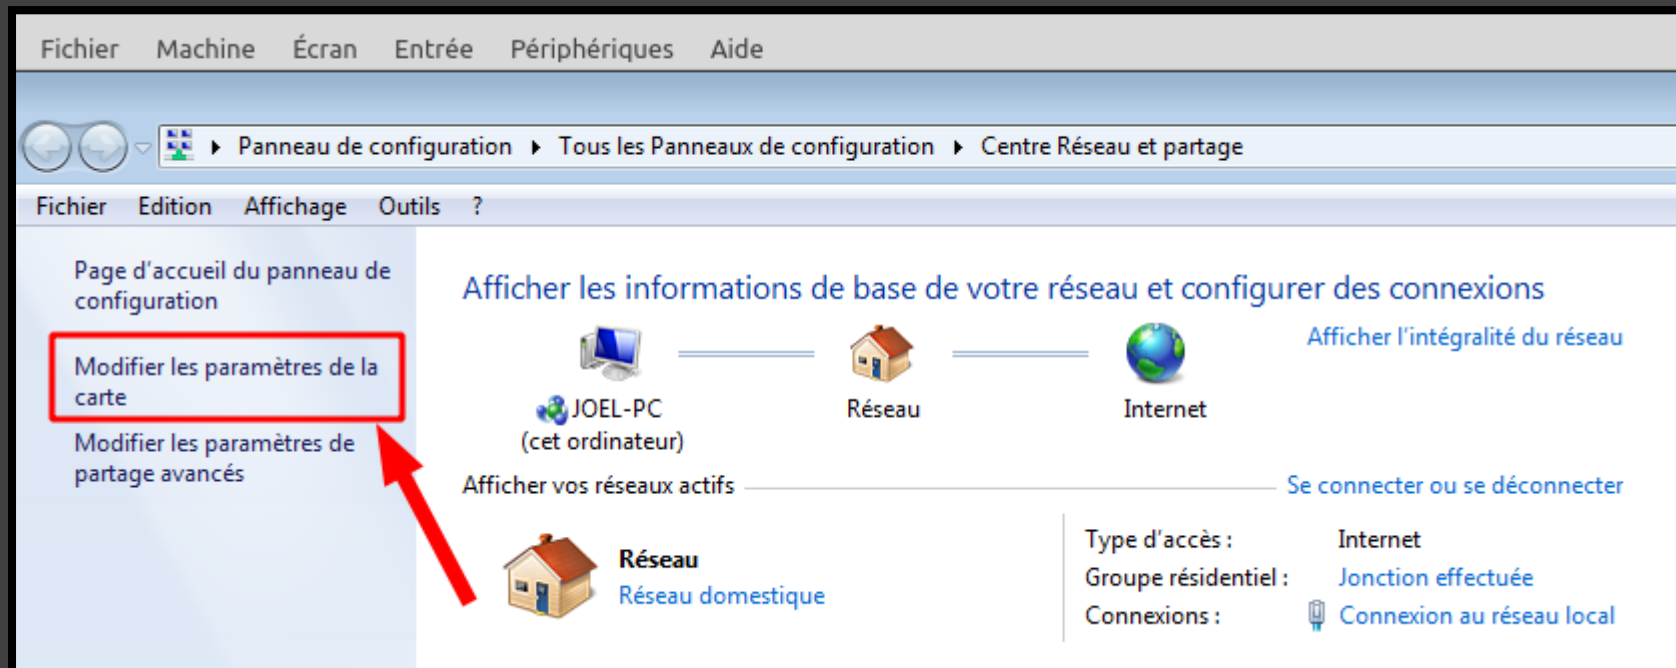 Fichier Machine Écran Entrée Périphériques Aide
Panneau de configuration Tous les Panneaux de configuration Centre Réseau et partage
Fichier Edition Affichage Outils ?
Page d'accueil du panneau de
configuration
Modifier les paramètres de la
carte
Modifier les paramètres de
partage avancés
Afficher les informations de base de votre réseau et configurer des connexions
Afficher l'intégralité du réseau
JOEL-PC
(cet ordinateur)
Réseau
Internet
Afficher vos réseaux actifs
Se connecter ou se déconnecter
Réseau
Réseau domestique
Type d'accès : Internet
Groupe résidentiel : Jonction effectuée
Connexions : Connexion au réseau local